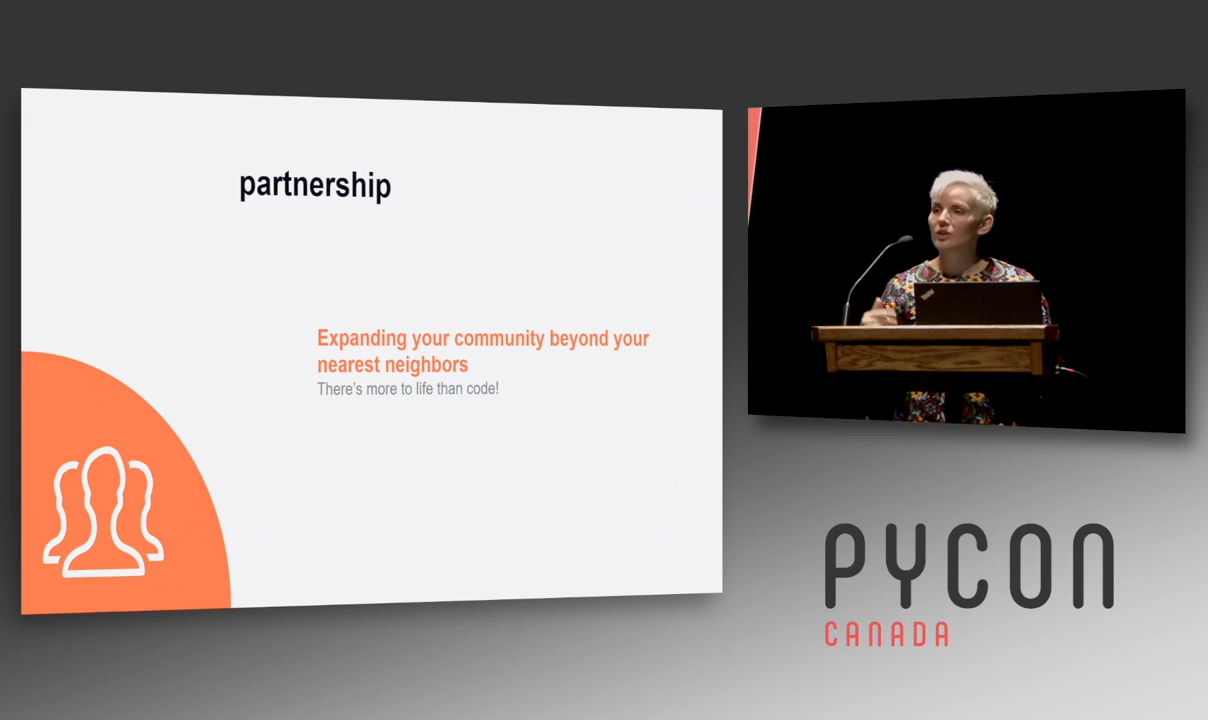 partnership
Expanding your community beyond your
nearest neighbors
There's more to life than code!
PYCON
CANADA